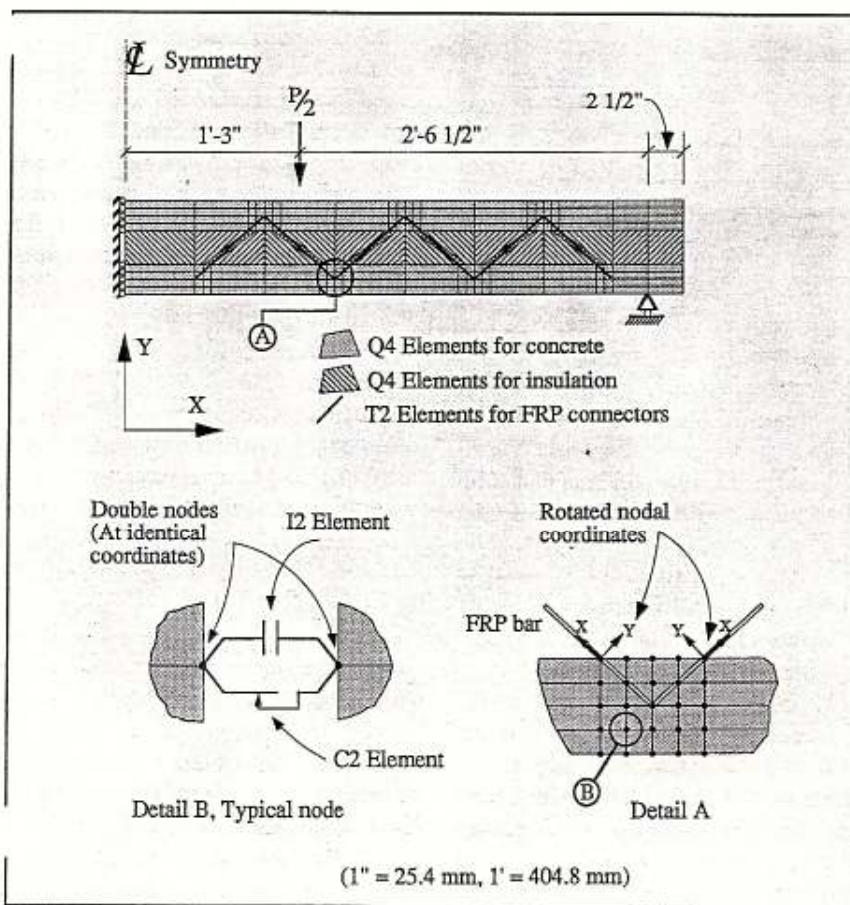 ℄ Symmetry
P/2
2 1/2"
1'-3"
2'-6 1/2"
A
Y
X
Q4 Elements for concrete
Q4 Elements for insulation
T2 Elements for FRP connectors
Double nodes
(At identical
coordinates)
I2 Element
C2 Element
Detail B, Typical node
Rotated nodal
coordinates
FRP bar
X
Y
Y
X
B
Detail A
(1" = 25.4 mm, 1' = 404.8 mm)